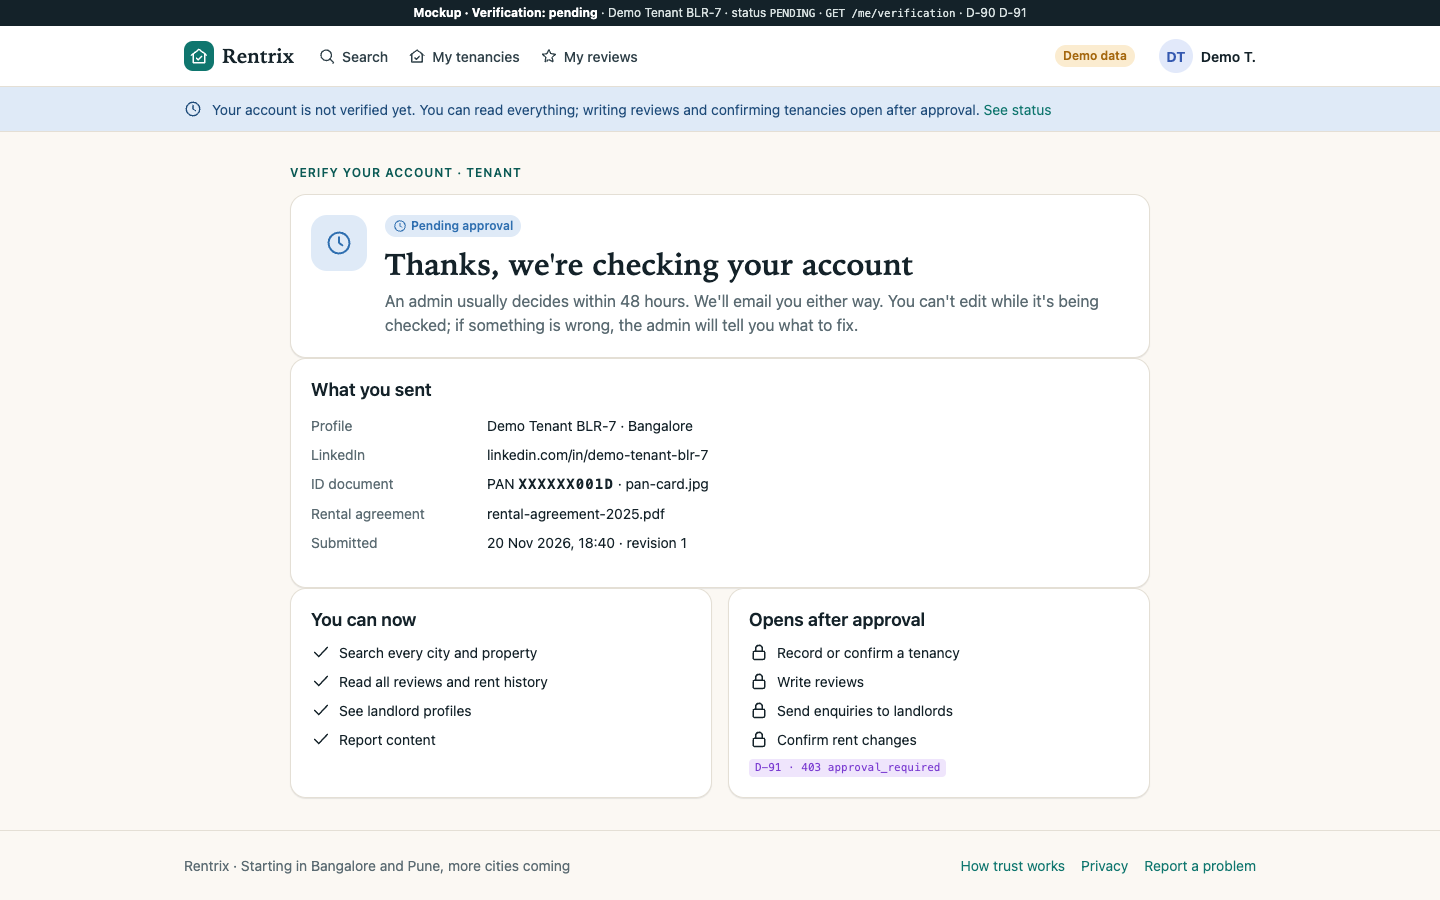 Mockup · Verification: pending · Demo Tenant BLR-7 · status PENDING · GET /me/verification · D-90 D-91
Rentrix
Search
My tenancies
My reviews
Demo data
DT
Demo T.
Your account is not verified yet. You can read everything; writing reviews and confirming tenancies open after approval. See status
VERIFY YOUR ACCOUNT · TENANT
Pending approval
Thanks, we're checking your account
An admin usually decides within 48 hours. We'll email you either way. You can't edit while it's being
checked; if something is wrong, the admin will tell you what to fix.
What you sent
Profile Demo Tenant BLR-7 · Bangalore
LinkedIn linkedin.com/in/demo-tenant-blr-7
ID document PAN XXXXXX001D · pan-card.jpg
Rental agreement rental-agreement-2025.pdf
Submitted 20 Nov 2026, 18:40 · revision 1
You can now
Search every city and property
Read all reviews and rent history
See landlord profiles
Report content
Opens after approval
Record or confirm a tenancy
Write reviews
Send enquiries to landlords
Confirm rent changes
D-91 · 403 approval_required
Rentrix · Starting in Bangalore and Pune, more cities coming
How trust works Privacy Report a problem